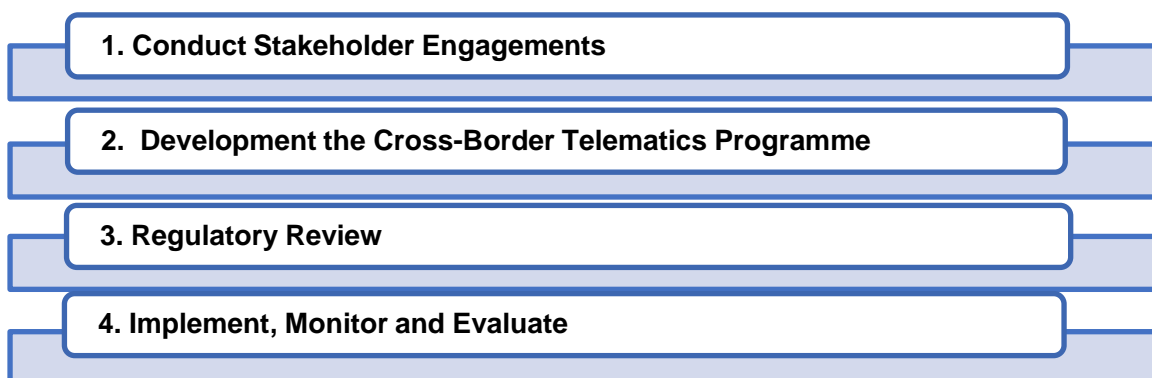 1. Conduct Stakeholder Engagements
2. Development the Cross-Border Telematics Programme
3. Regulatory Review
4. Implement, Monitor and Evaluate